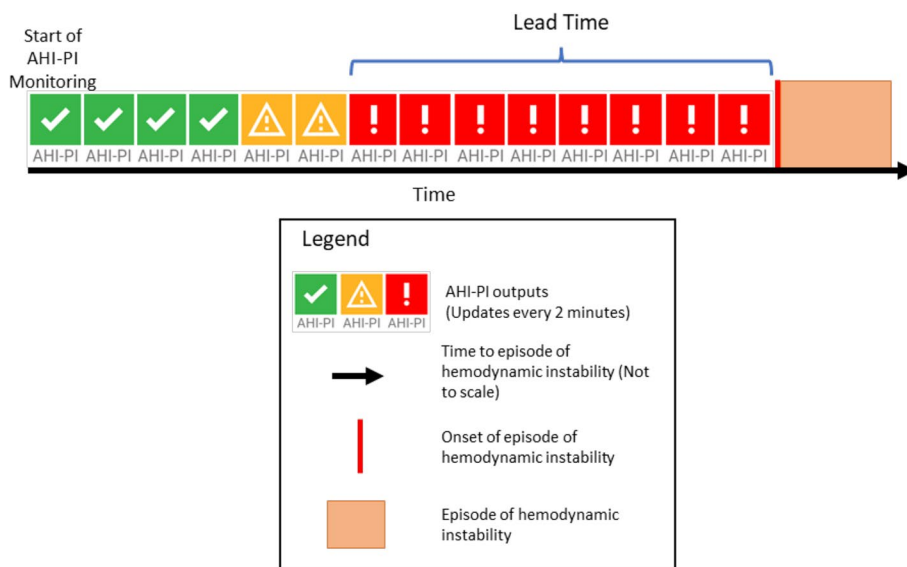 Lead Time
Start of
AHI-PI
Monitoring
AHI-PI AHI-PI AHI-PI AHI-PI AHI-PI AHI-PI AHI-PI AHI-PI AHI-PI AHI-PI AHI-PI AHI-PI AHI-PI AHI-PI
Time
Legend
AHI-PI AHI-PI AHI-PI
AHI-PI outputs
(Updates every 2 minutes)
Time to episode of
hemodynamic instability (Not
to scale)
Onset of episode of
hemodynamic instability
Episode of hemodynamic
instability